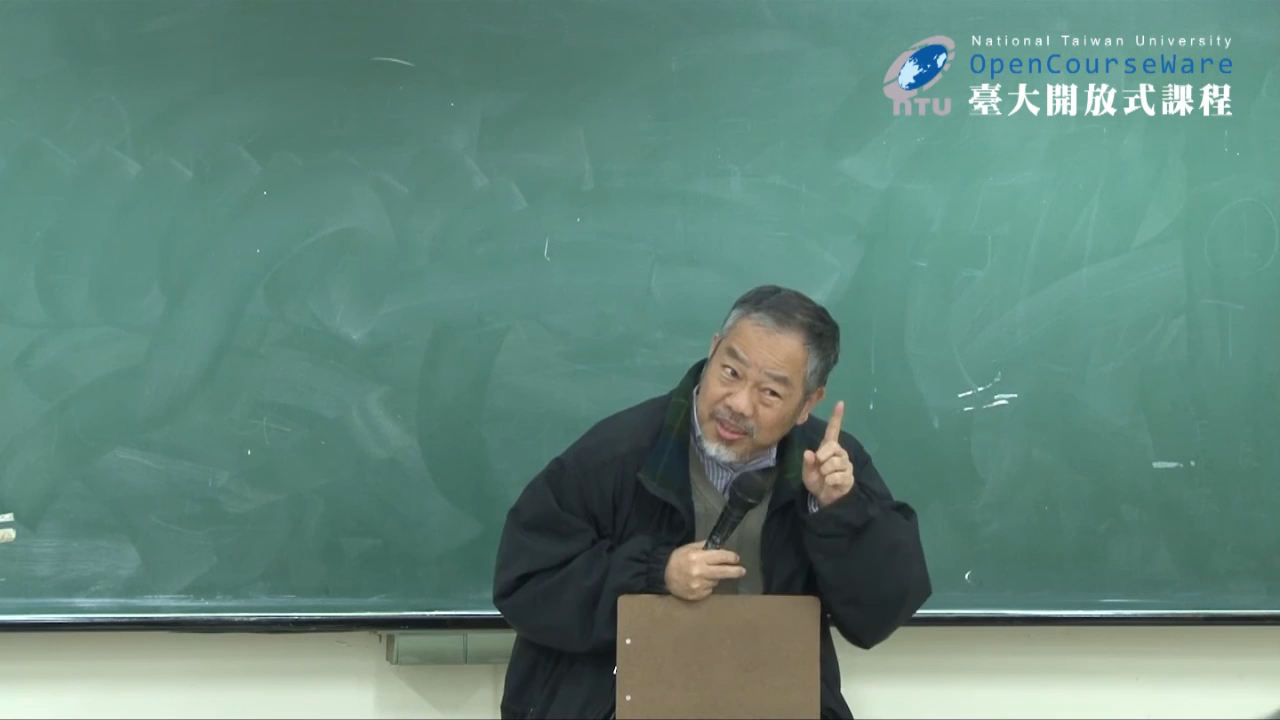 National Taiwan University
OpenCourseWare
臺大開放式課程
NTU